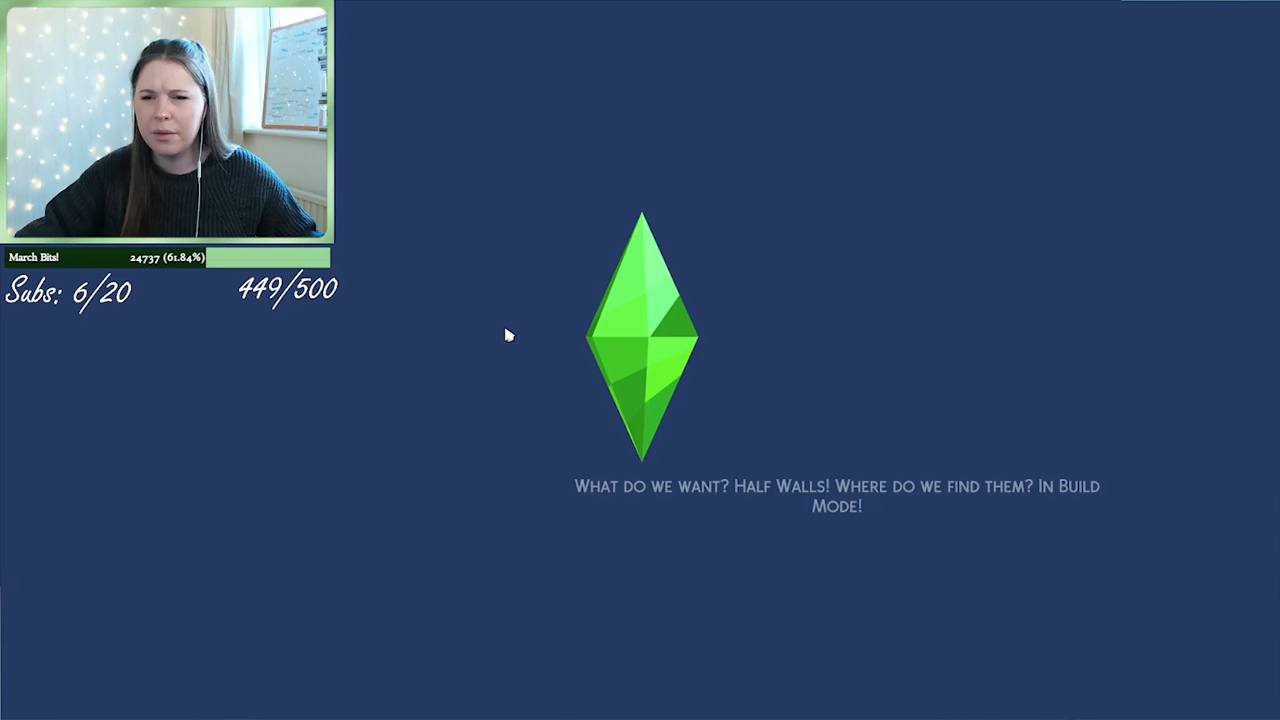 March Bits! 24737 (61.84%)
Subs: 6/20 449/500
WHAT DO WE WANT? HALF WALLS! WHERE DO WE FIND THEM? IN BUILD
MODE!